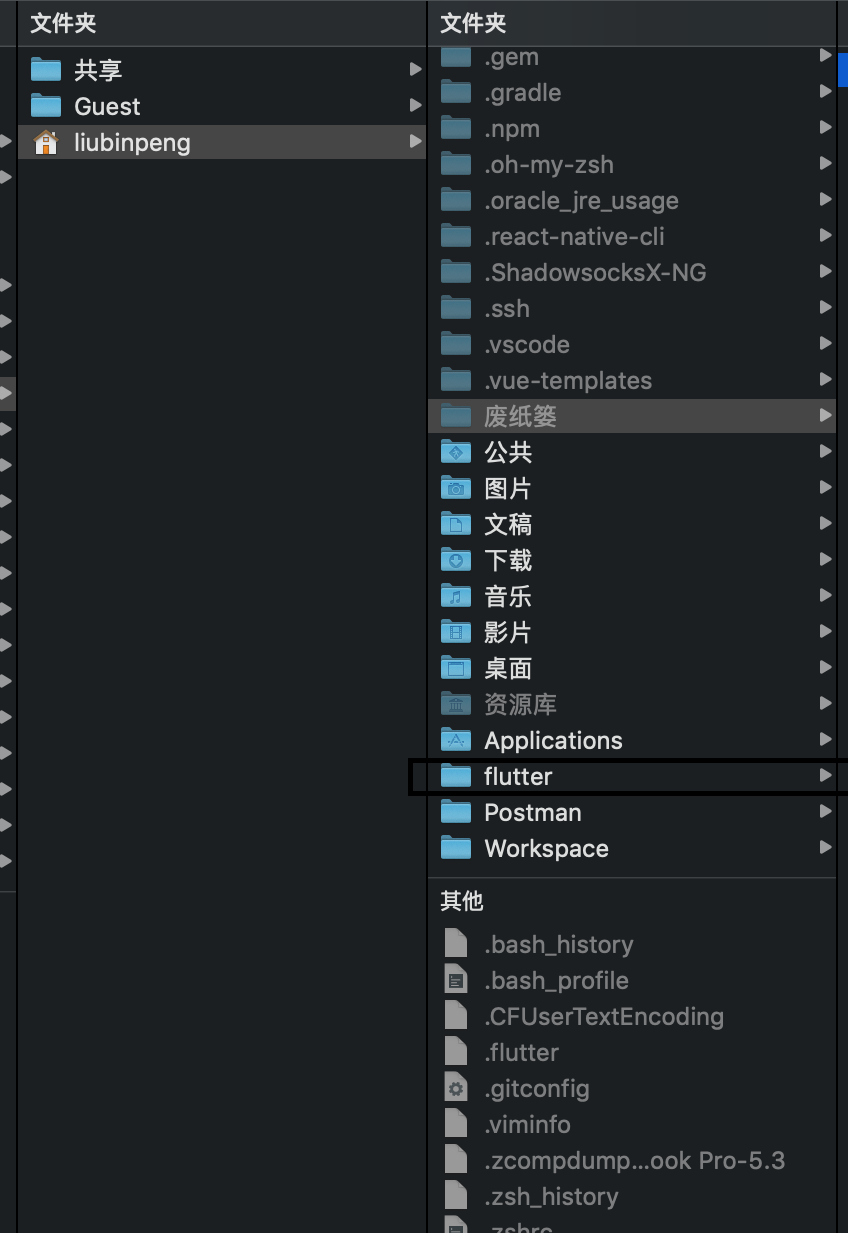 文件夹
共享
Guest
liubinpeng
文件夹
.gem
.gradle
.npm
.oh-my-zsh
.oracle_jre_usage
.react-native-cli
.ShadowsocksX-NG
.ssh
.vscode
.vue-templates
废纸篓
公共
图片
文稿
下载
音乐
影片
桌面
资源库
Applications
flutter
Postman
Workspace
其他
.bash_history
.bash_profile
.CFUserTextEncoding
.flutter
.gitconfig
.viminfo
.zcompdump...ook Pro-5.3
.zsh_history
.zshrc